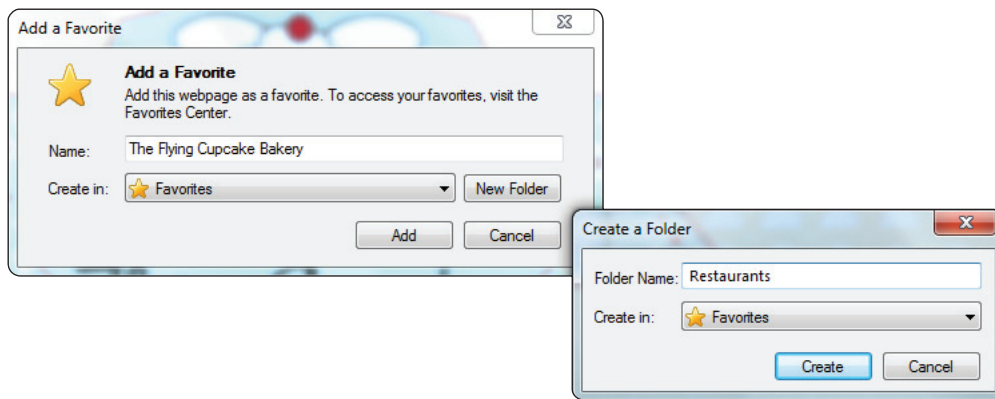 Add a Favorite
Add a Favorite
Add this webpage as a favorite. To access your favorites, visit the
Favorites Center.
Name: The Flying Cupcake Bakery
Create in: Favorites New Folder
Add Cancel
Create a Folder
Folder Name: Restaurants
Create in: Favorites
Create Cancel